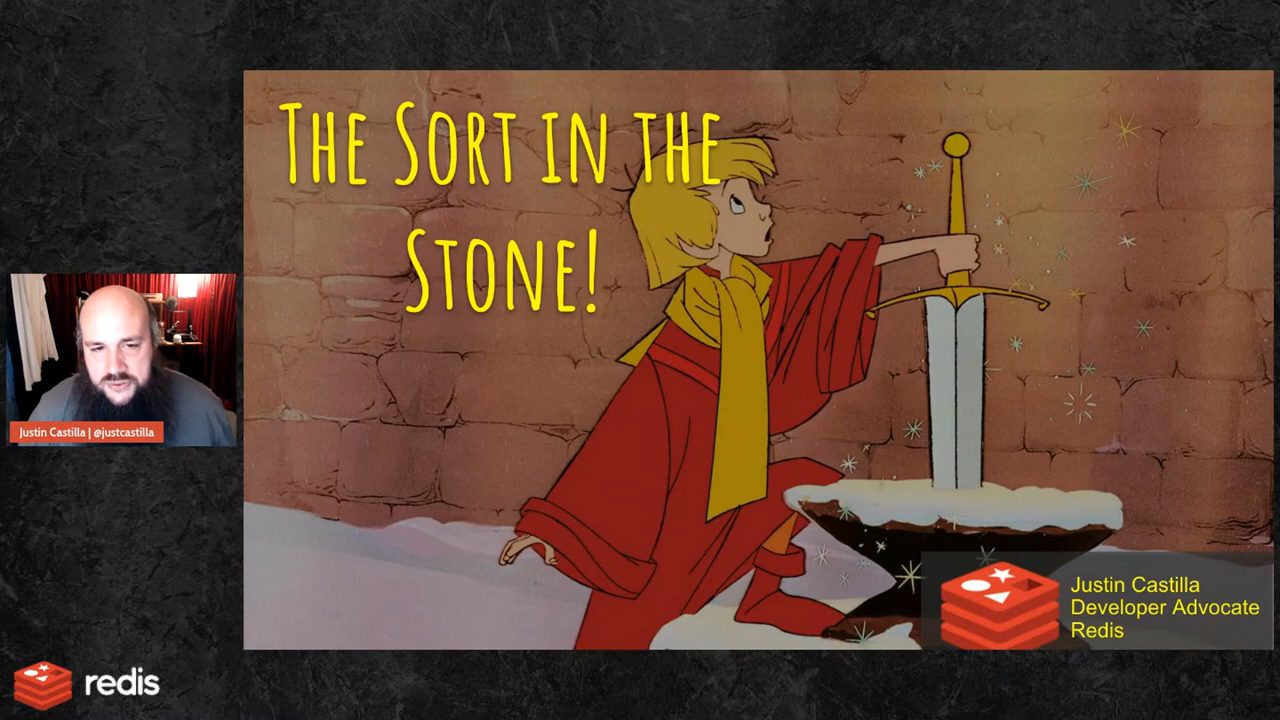 The Sort in the
Stone!
Justin Castilla | @justcastilla
Justin Castilla
Developer Advocate
Redis
redis